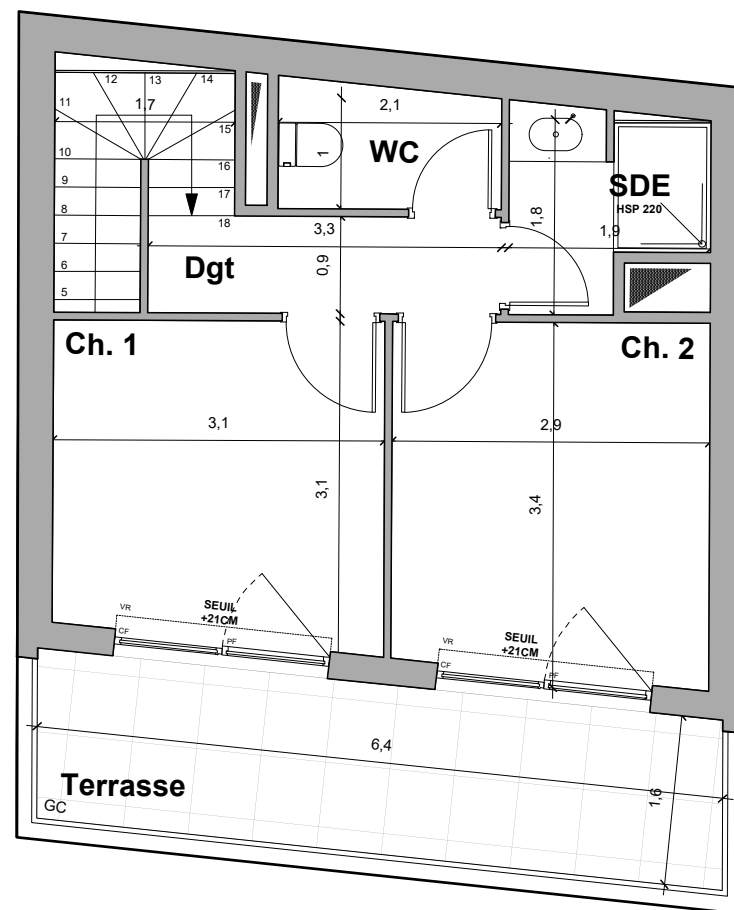 12
13
14
11
1,7
15
10
16
9
17
8
18
7
6
5
2,1
WC
1
SDE
HSP 220
1,8
1,9
3,3
Dgt
0,9
Ch. 1
Ch. 2
3,1
2,9
3,1
3,4
VR
SEUIL
+21CM
CF
PF
VR
SEUIL
+21CM
CF
PF
6,4
1,6
Terrasse
GC